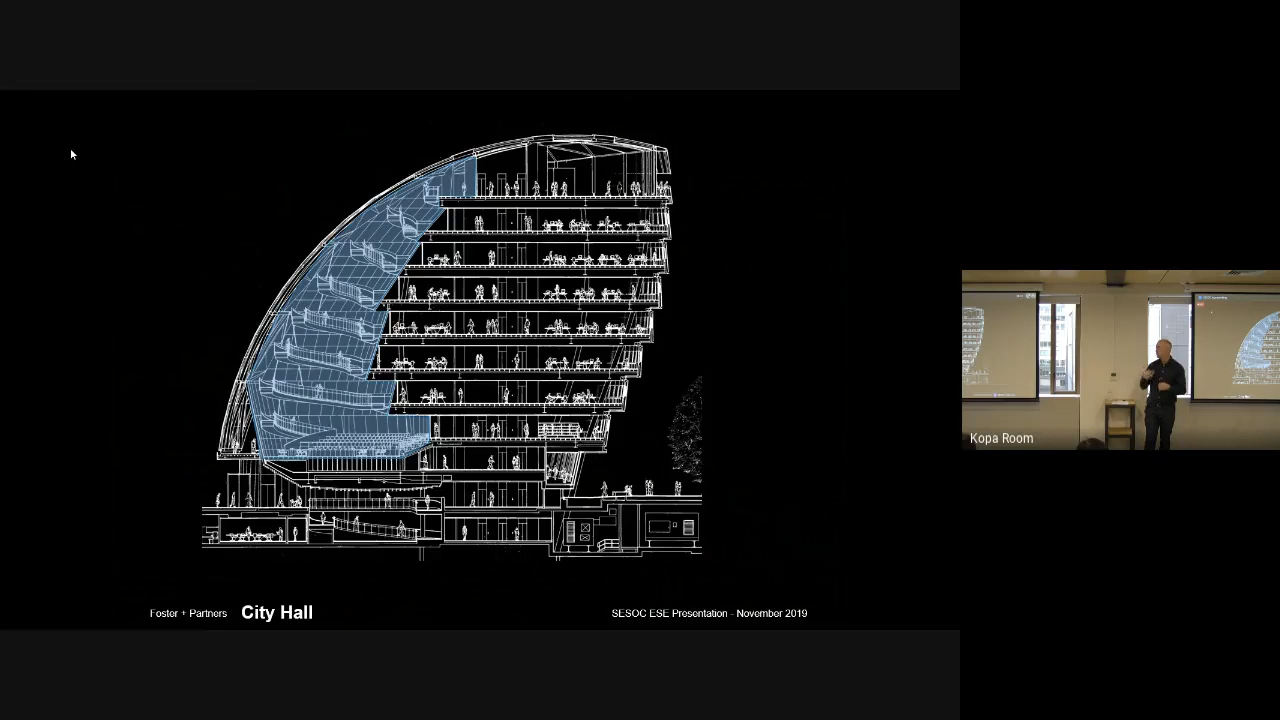 Foster + Partners City Hall
SESOC ESE Presentation - November 2019
Kopa Room